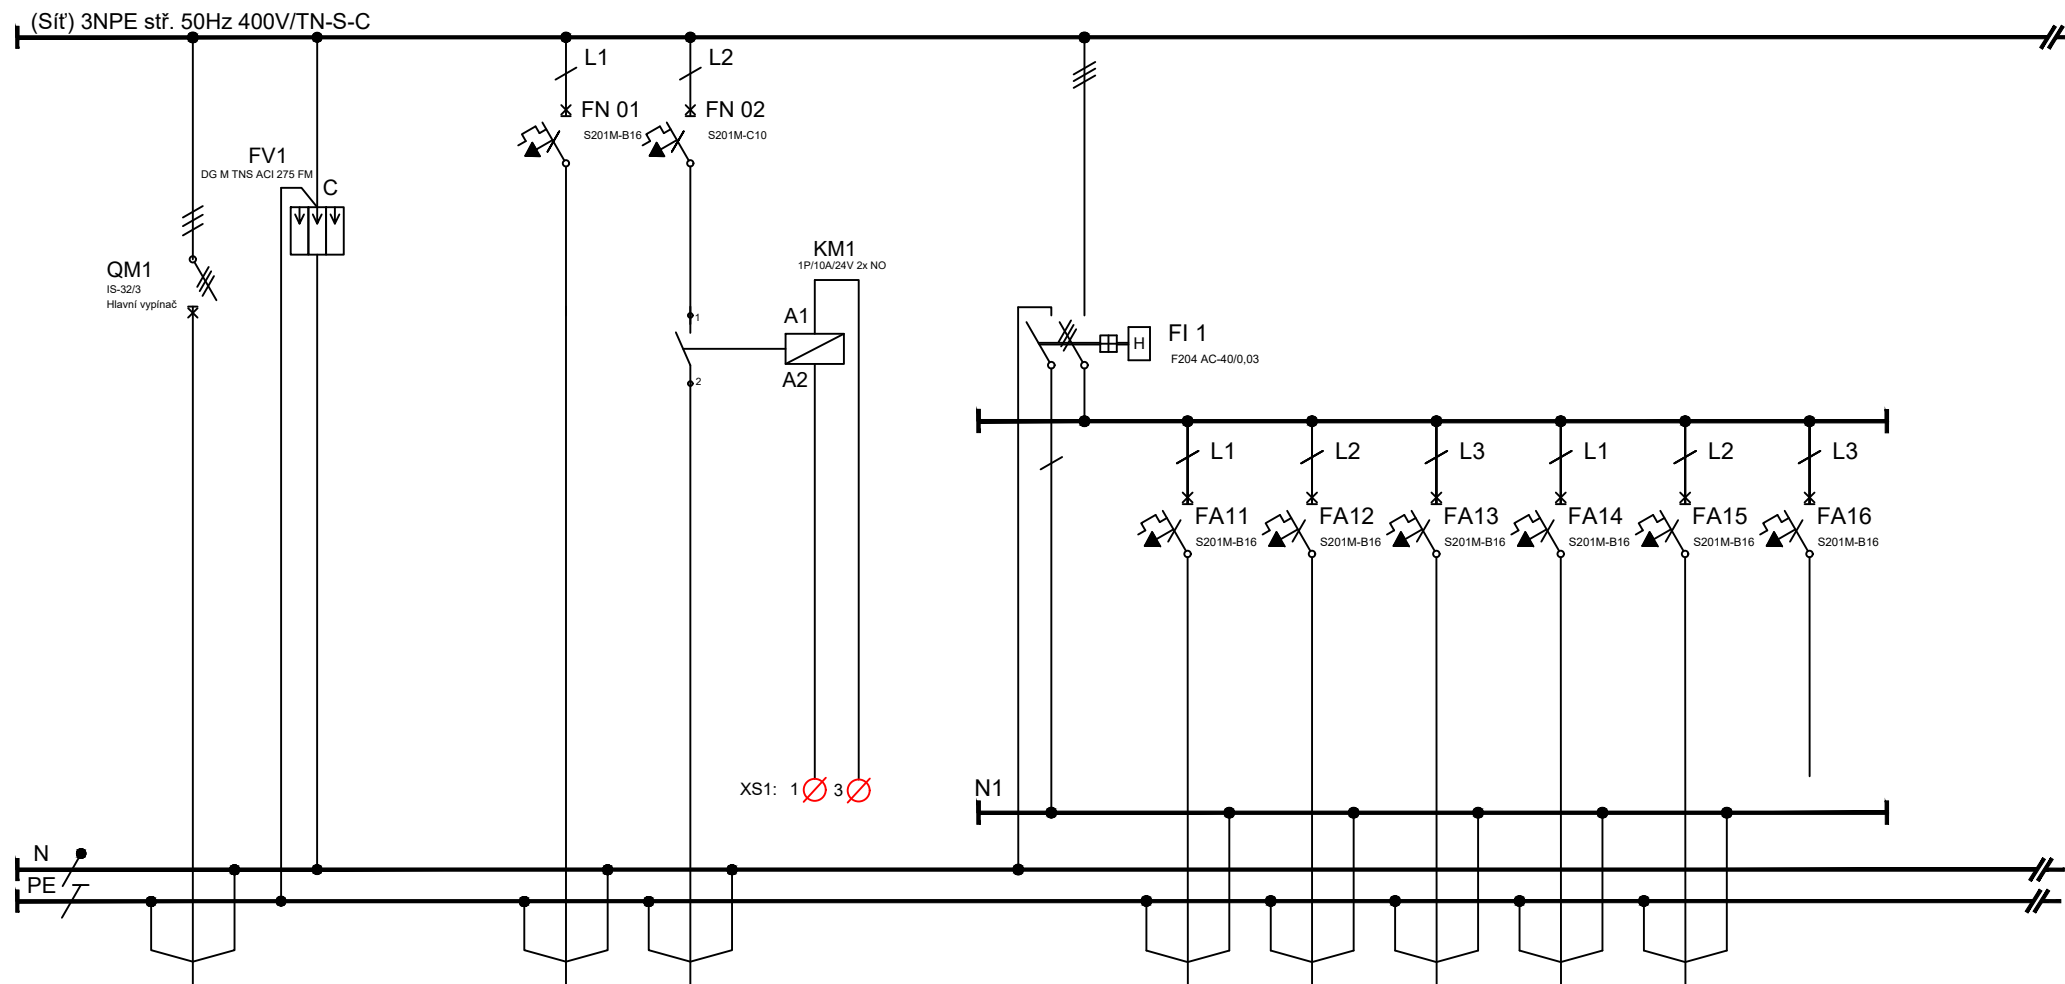 (Síť) 3NPE stř. 50Hz 400V/TN-S-C
L1
L2
FN 01
S201M-B16
FN 02
S201M-C10
FV1
DG M TNS ACI 275 FM
C
QM1
IS-32/3
Hlavní vypínač
KM1
1P/10A/24V 2x NO
A1
A2
1
2
H
FI 1
F204 AC-40/0,03
L1
L2
L3
L1
L2
L3
FA11
S201M-B16
FA12
S201M-B16
FA13
S201M-B16
FA14
S201M-B16
FA15
S201M-B16
FA16
S201M-B16
XS1: 1 3
N1
N
PE